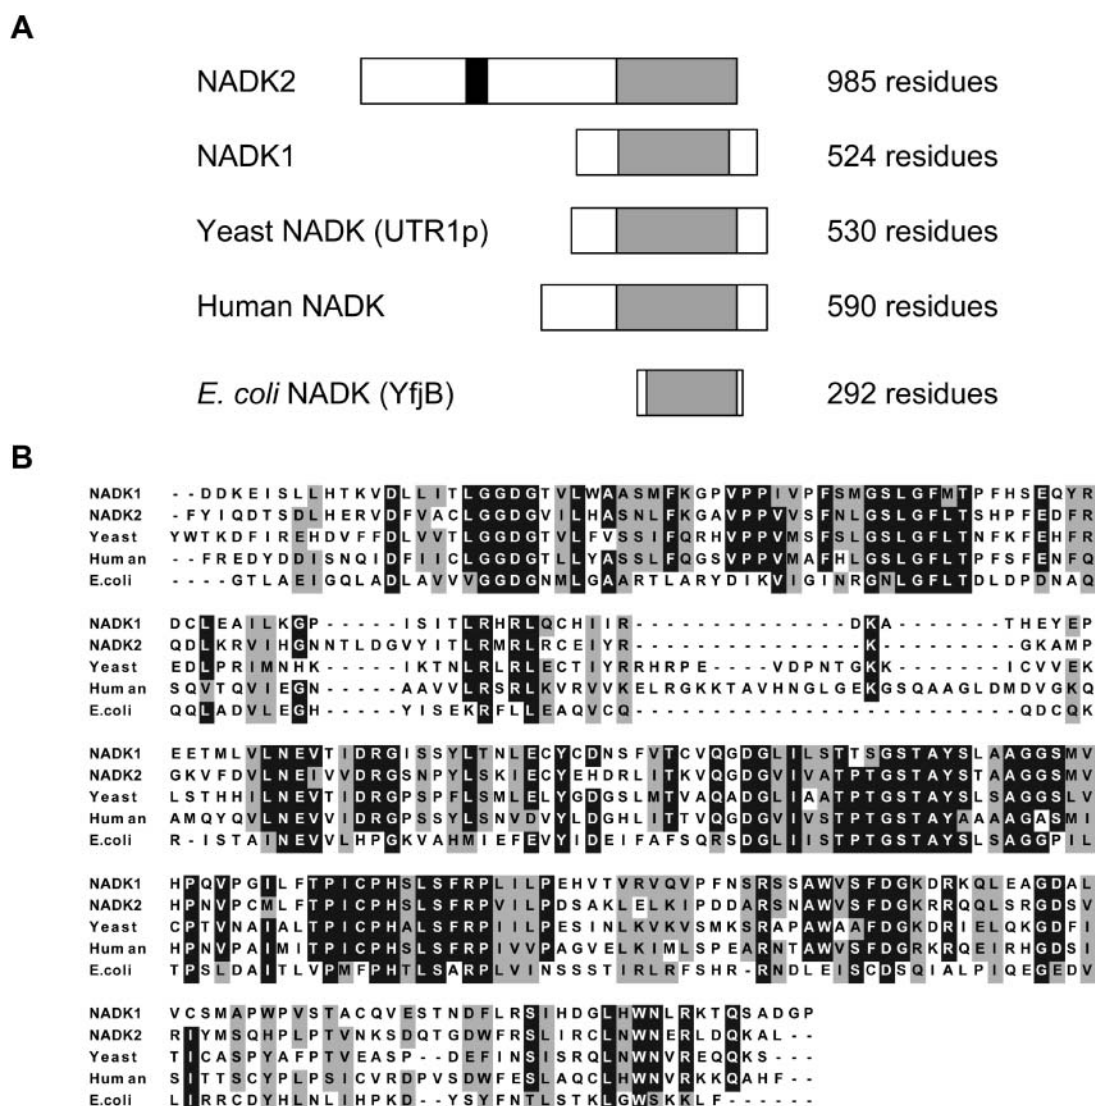 A
NADK2 985 residues
NADK1 524 residues
Yeast NADK (UTR1p) 530 residues
Human NADK 590 residues
E. coli NADK (YfjB) 292 residues
B
NADK1 --DDKEISLLHTKVDLLITLGGDGTVLWAASMFKGPVPPIVPFSMGSLGFMTPFHSEQYR
NADK2 -FYIQDTSDLHERVDFVACLGGDGVILHASNLFKGAVPPVVSFNLGSLGFLTSHPFEDFR
Yeast YWTKDFIREHDVFFDLVVTLGGDGTVLFVSSIFQRHVPPVMSFSLGSLGFLTNFKFEHFR
Human --FREDYDDISNQIDFIICLGGDGTLLYASSLFQGSVPPVMAFHLGSLGFLTPFSFENFQ
E.coli ----GTLAEIGQLADLAVVVGGDGNMLGAARTLARYDIKVIGINRGNLGFLTDLDPDNAQ
NADK1 DCLEAILKGP-----ISITLRHRLQCHIIR--------------DKA-----THEYEP
NADK2 QDLKRVIHGNNTLDGVYITLRMRLRCEIYR---------------K--------GKAMP
Yeast EDLPRIMNHK-----IKTNLRLRLECTIYRRHRPE-----VDPNTGKK-----ICVVEK
Human SQVTQVIEGN-----AAVVLRSRLKVRVVKELRGKKTAVHNGLGEKGSQAAGLDMDVGKQ
E.coli QQLADVLEGH-----YISEKRFLLEAQVCQ-------------------------QDCQK
NADK1 EETMLVLNEVTIDRGISSYLTNLECYCDNSFVTCVQGDGLILSTTSGSTAYSLAAGGSMV
NADK2 GKVFDVLNEIVVDRGSNPYLSKIECYEHDRLITKVQGDGVIVATPTGSTAYSTAAGGSMV
Yeast LSTHHILNEVTIDRGPSPFLSMLELYGDGSLMTVAQADGLIAATPTGSTAYSLSAGGSLV
Human AMQYQVLNEVVIDRGPSSYLSNVDVYLDGHLITTVQGDGVIVSTPTGSTAYAAAAGASMI
E.coli R-ISTAINEVVLHPGKVAHMIEFEVYIDEIFAFSQRSDGLIISTPTGSTAYSLSAGGPIL
NADK1 HPQVPGILFTPICPHSLSFRPLILPEHVTVRVQVPFNSRSSAWVSFDGKDRKQLEAGDAL
NADK2 HPNVPCMLFTPICPHSLSFRPVILPDSAKLELKIPDDARSNAWVSFDGKRRQQLSRGDSV
Yeast CPTVNAIALTPICPHALSFRPIILPESINLKVKVSMKSRAPAWAAFDGKDRIELQKGDFI
Human HPNVPAIMITPICPHSLSFRPIVVPAGVELKIMLSPEARNTAWVSFDGRKRQEIRHGDSI
E.coli TPSLDAITLVPMFPHTLSARPLVINSSSTIRLRFSHR-RNDLEISCDSQIALPIQEGEDV
NADK1 VCSMAPWPVSTACQVESTNDFLRSIHDGLHWNLRKTQSADGP
NADK2 RIYMSQHPLPTVNKSDQTGDWFRSLIRCLNWNERLDQKAL--
Yeast TICASPYAFPTVEASP--DEFINSISRQLNWNVREQQKS---
Human SITTSCYPLPSICVRDPVSDWFESLAQCLHWNVRKKQAHF--
E.coli LIRRCDYHLNLIHPKD--YSYFNTLSTKLGWSKKLF------